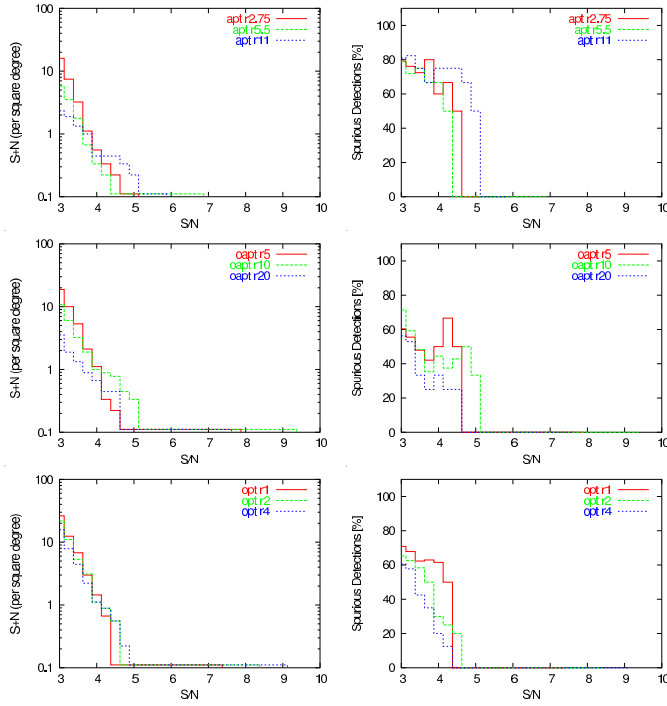 S+N (per square degree)
100
10
1
0.1
3 4 5 6 7 8 9 10
S/N
apt r2.75
apt r5.5
apt r11
Spurious Detections [%]
100
80
60
40
20
0
3 4 5 6 7 8 9 10
S/N
apt r2.75
apt r5.5
apt r11
S+N (per square degree)
100
10
1
0.1
3 4 5 6 7 8 9 10
S/N
oapt r5
oapt r10
oapt r20
Spurious Detections [%]
100
80
60
40
20
0
3 4 5 6 7 8 9 10
S/N
oapt r5
oapt r10
oapt r20
S+N (per square degree)
100
10
1
0.1
3 4 5 6 7 8 9 10
S/N
opt r1
opt r2
opt r4
Spurious Detections [%]
100
80
60
40
20
0
3 4 5 6 7 8 9 10
S/N
opt r1
opt r2
opt r4